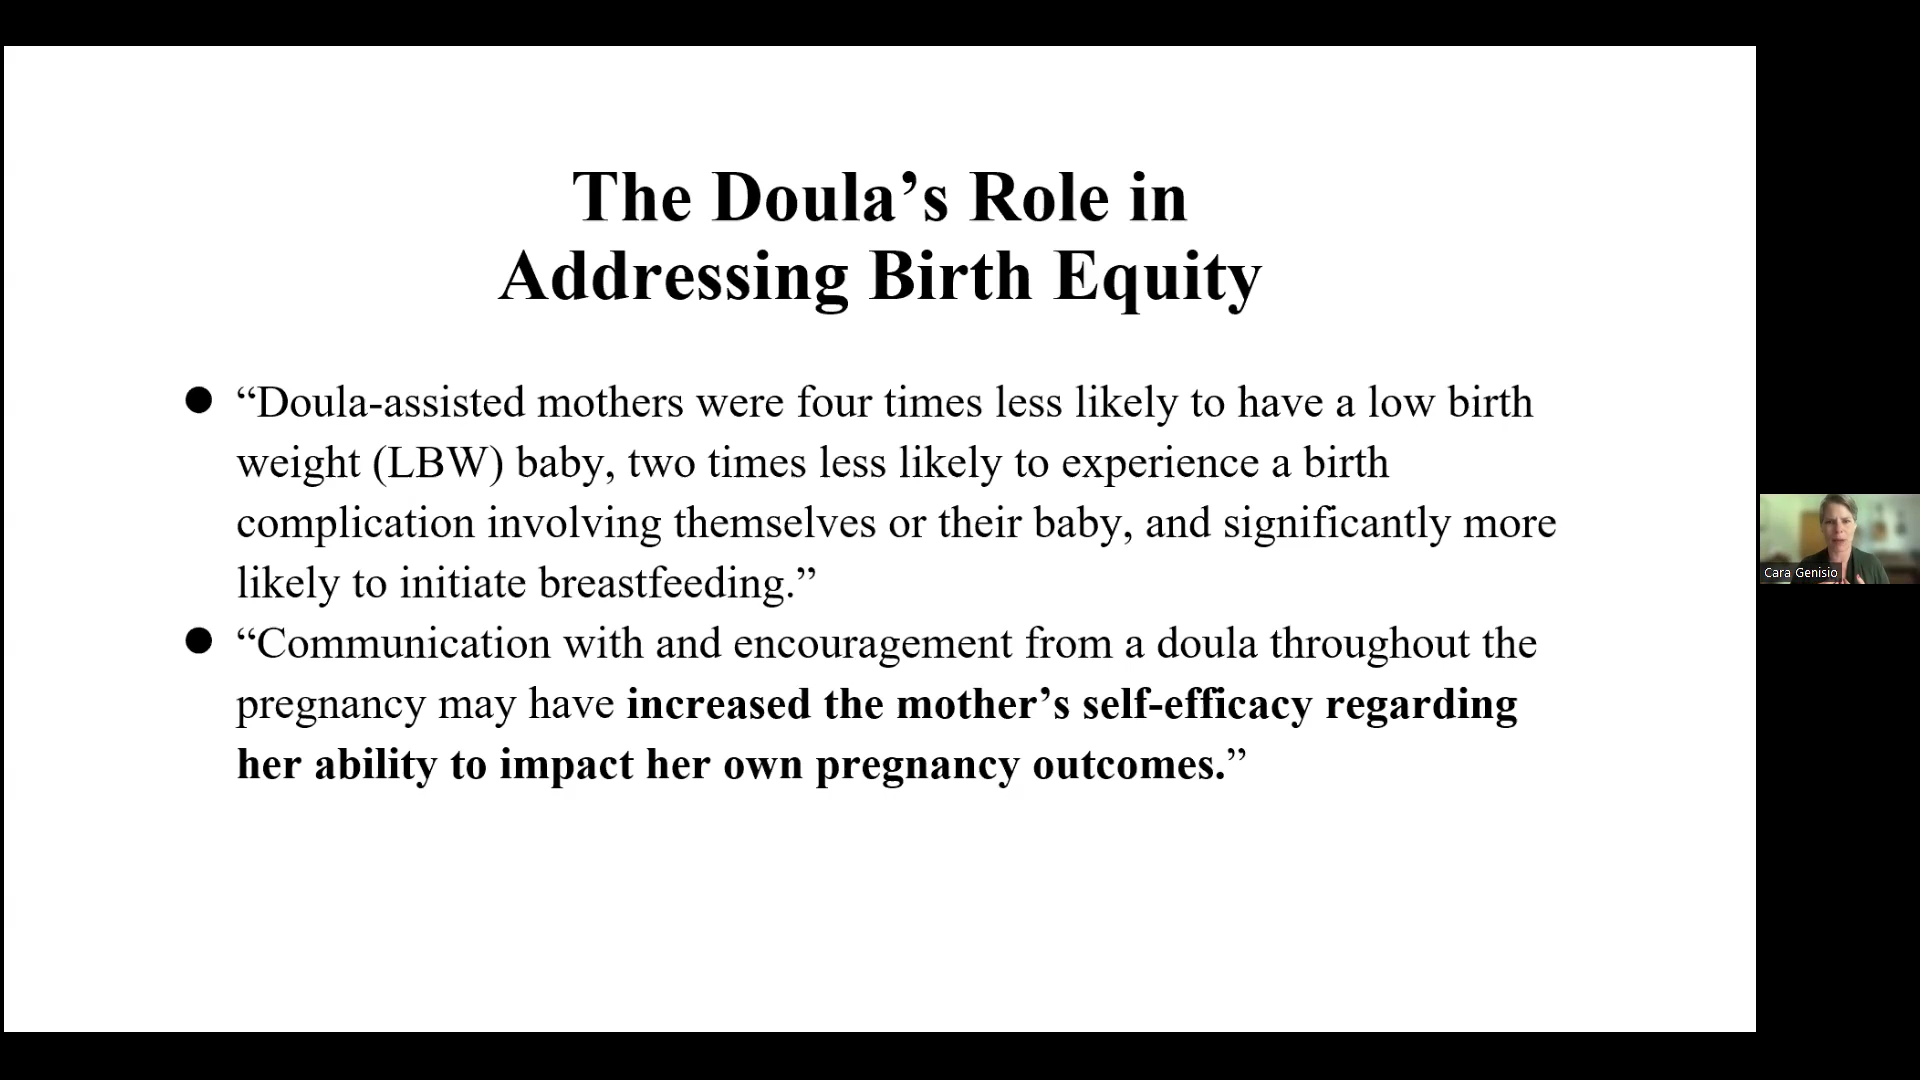 The Doula’s Role in
Addressing Birth Equity
● “Doula-assisted mothers were four times less likely to have a low birth
weight (LBW) baby, two times less likely to experience a birth
complication involving themselves or their baby, and significantly more
likely to initiate breastfeeding.”
● “Communication with and encouragement from a doula throughout the
pregnancy may have increased the mother’s self-efficacy regarding
her ability to impact her own pregnancy outcomes.”
Cara Genisio